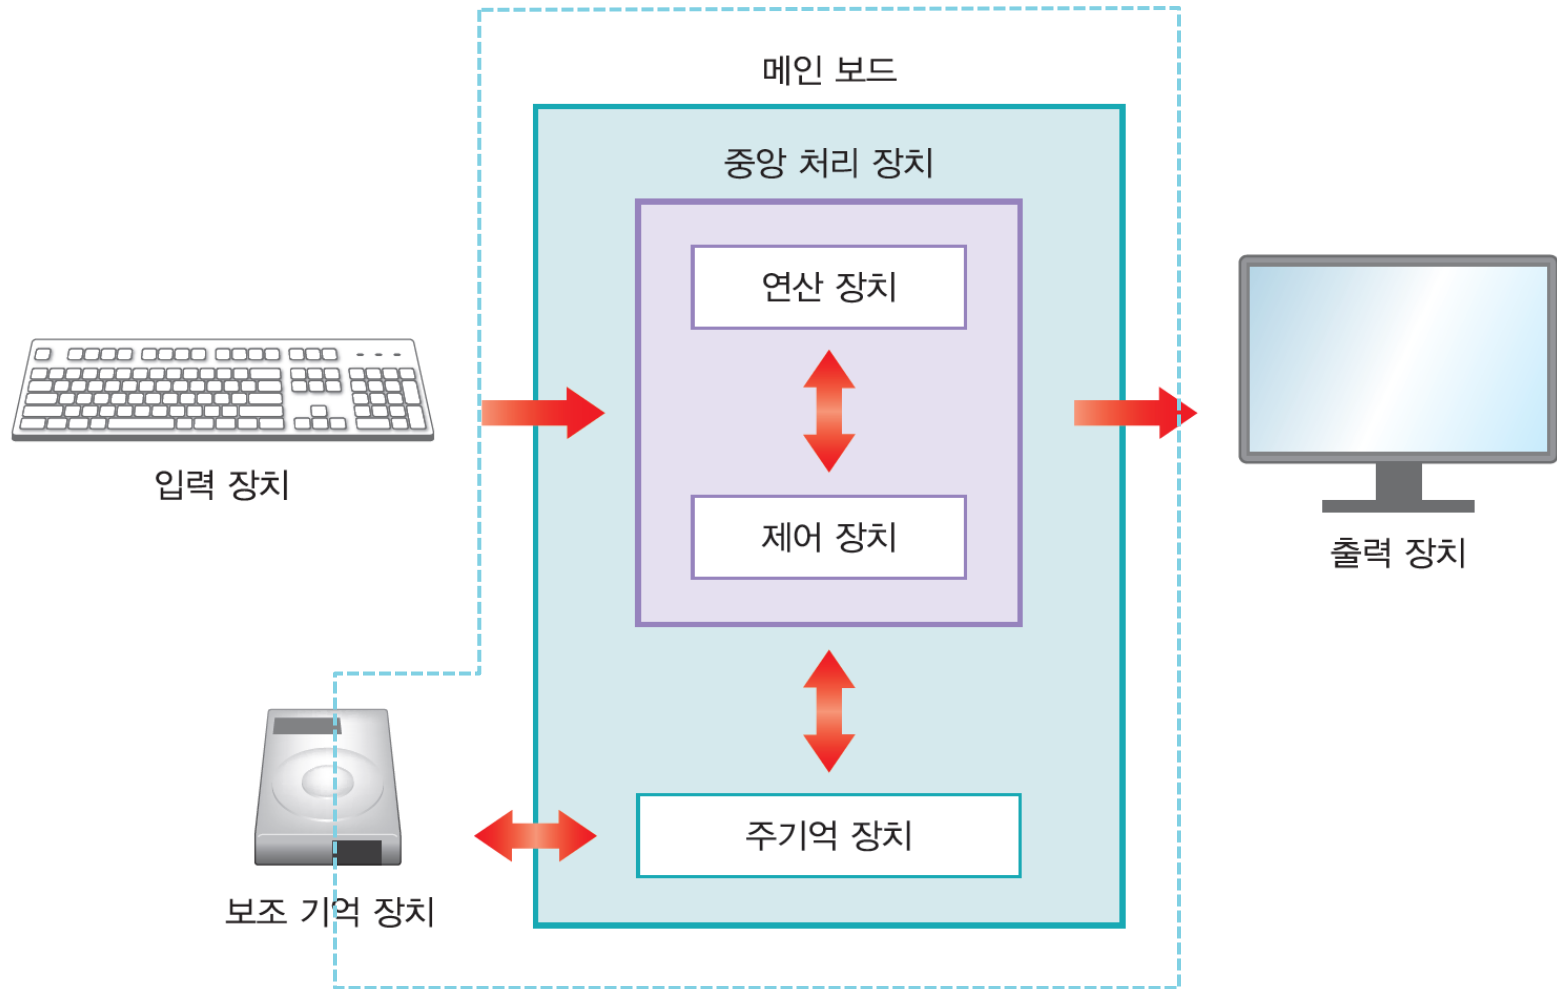 메인 보드
중앙 처리 장치
연산 장치
제어 장치
입력 장치
출력 장치
주기억 장치
보조 기억 장치